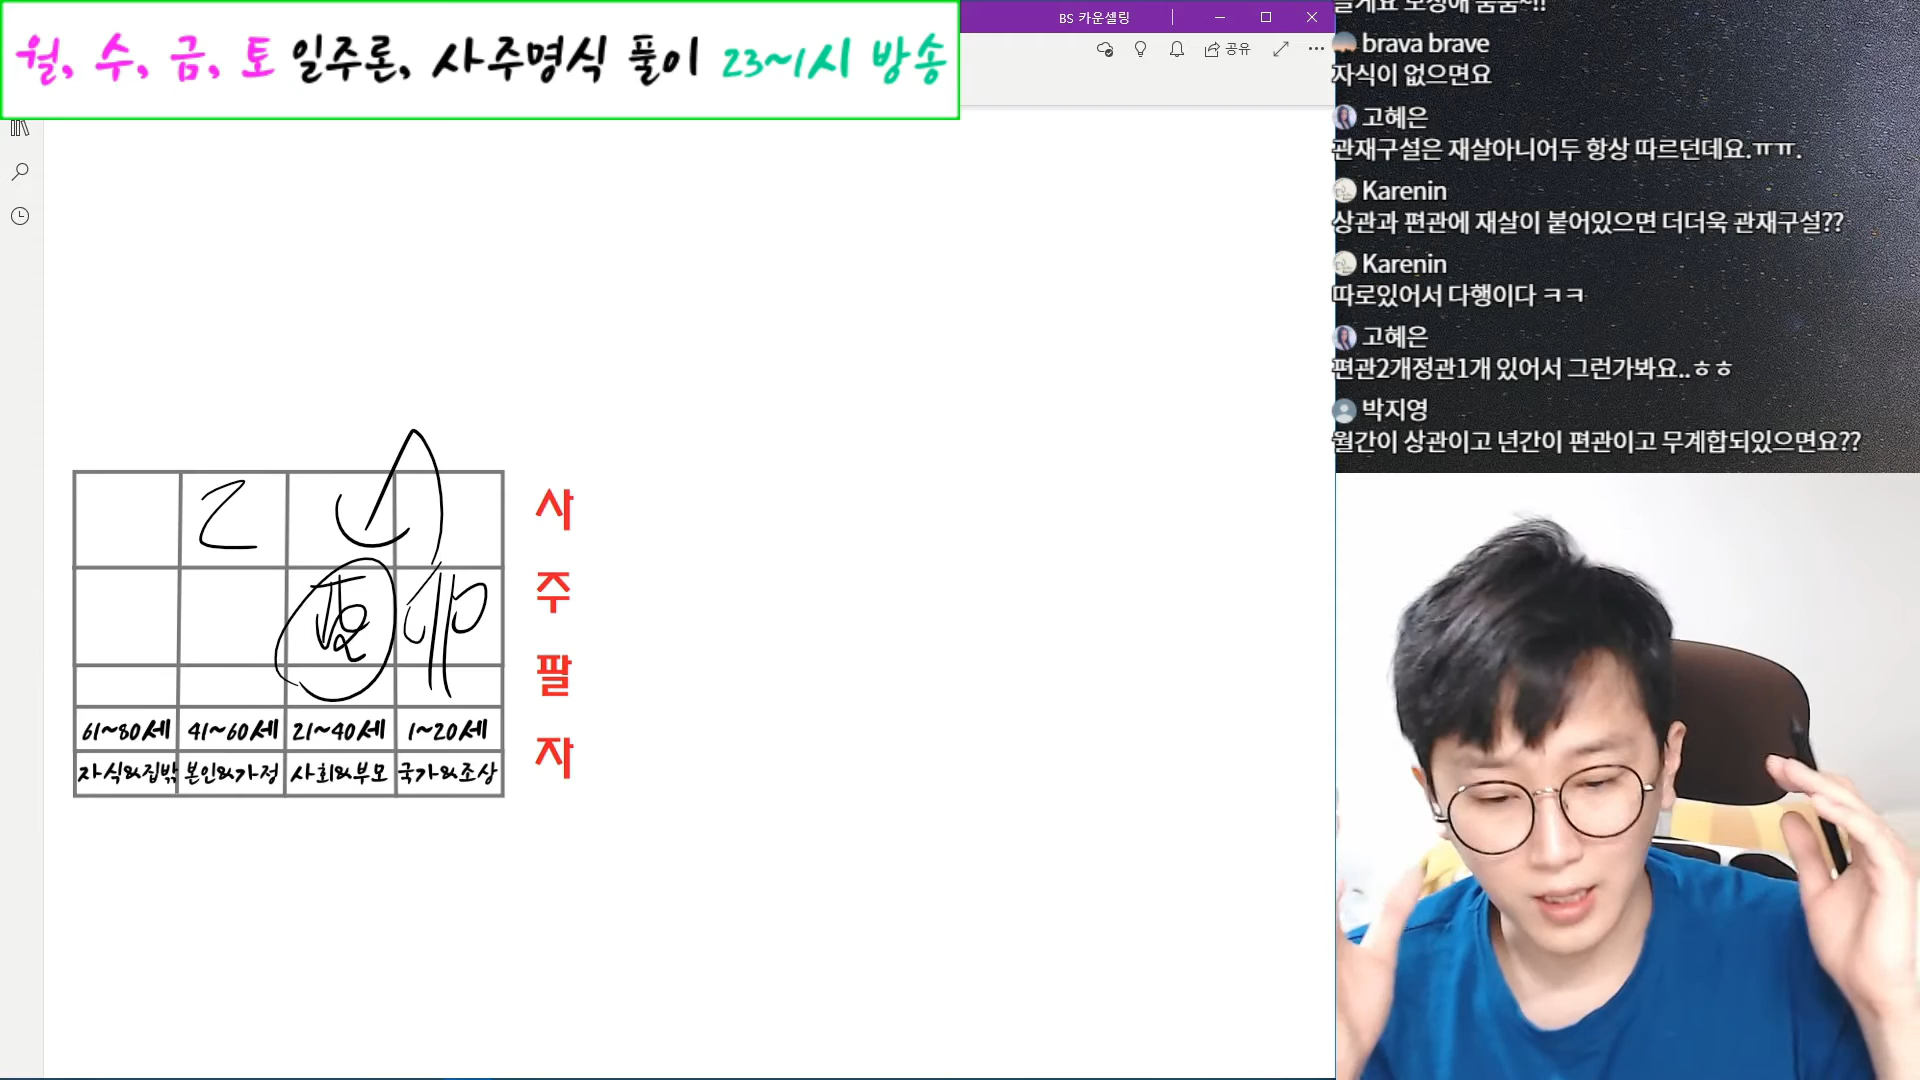 월, 수, 금, 토 일주론, 사주명식 풀이 23~1시 방송
BS 카운셀링
공유
brava brave
자식이 없으면요
고혜은
관재구설은 재살아니어두 항상 따르던데요.ㅠㅠ.
Karenin
상관과 편관에 재살이 붙어있으면 더더욱 관재구설??
Karenin
따로있어서 다행이다 ㅋㅋ
고혜은
편관2개정관1개 있어서 그런가봐요..ㅎㅎ
박지영
월간이 상관이고 년간이 편관이고 무계합되있으면요??
乙
卯
사
주
팔
자
61~80세 41~60세 21~40세 1~20세
자식&집밖 본인&가정 사회&부모 국가&조상